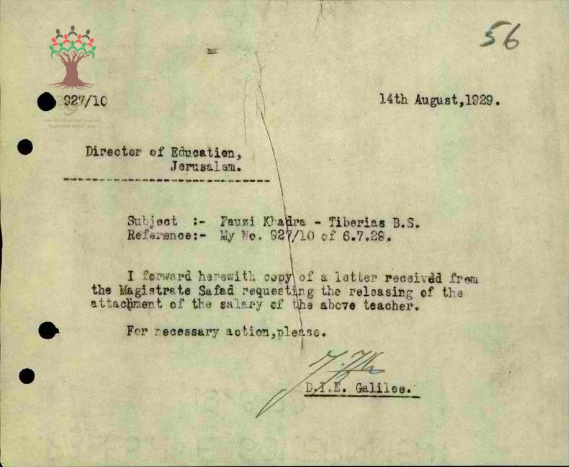 56
927/10
14th August,1929.
Director of Education,
Jerusalem.
Subject :- Fauzi Khadra - Tiberias B.S.
Reference:- My No. 927/10 of 6.7.29.
I forward herewith copy of a letter received from
the Magistrate Safad requesting the releasing of the
attachment of the salary of the above teacher.
For necessary action,please.
D.I.E. Galilee.